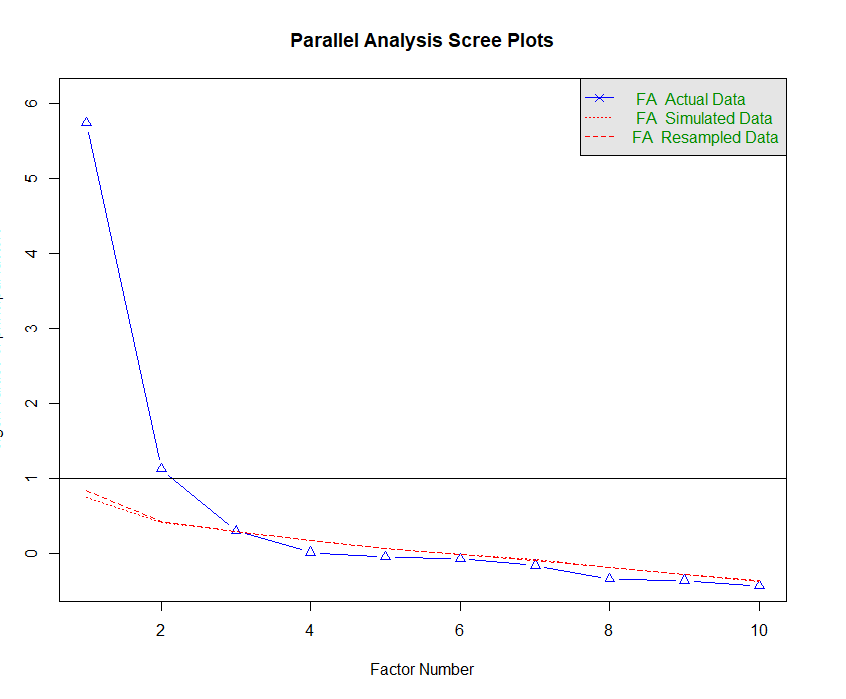 Parallel Analysis Scree Plots
FA  Actual Data
FA  Simulated Data
FA  Resampled Data
6
5
4
3
2
1
0
2
4
6
8
10
Factor Number